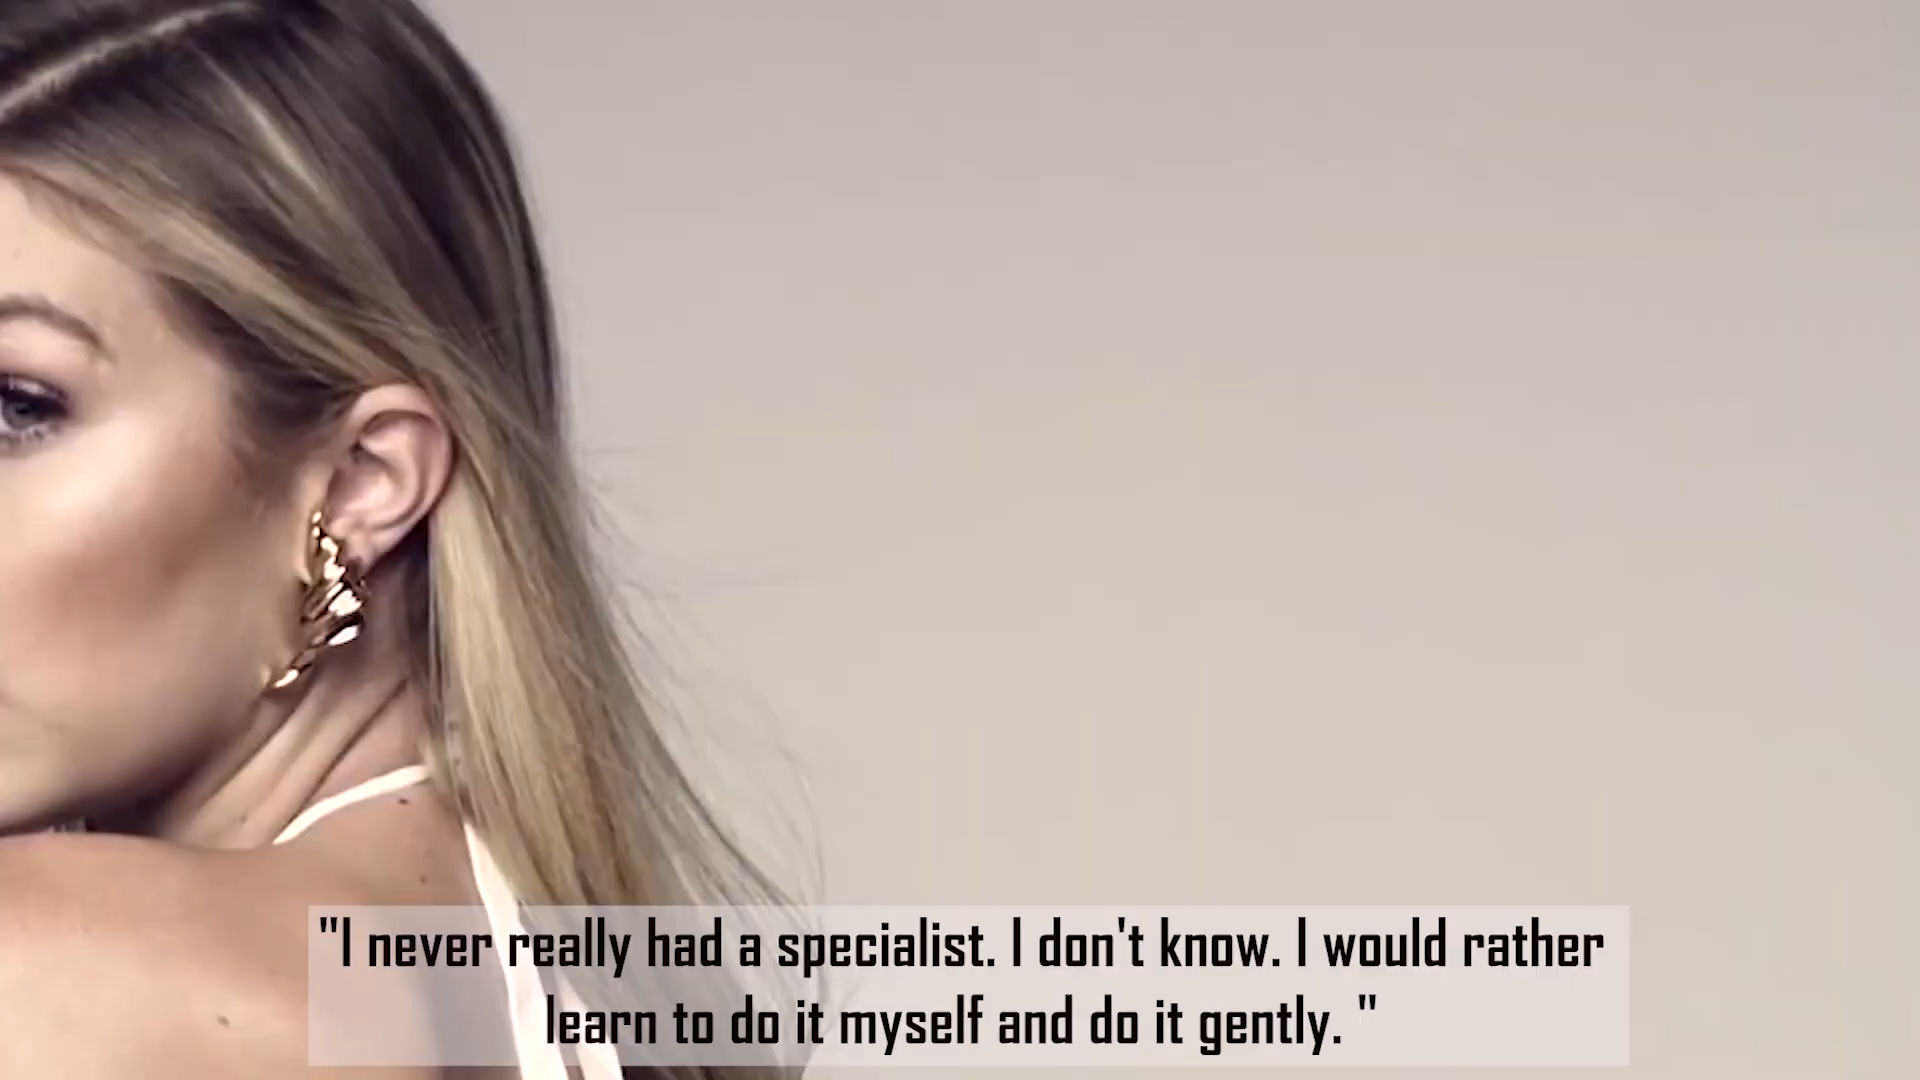 "I never really had a specialist. I don't know. I would rather
learn to do it myself and do it gently. "